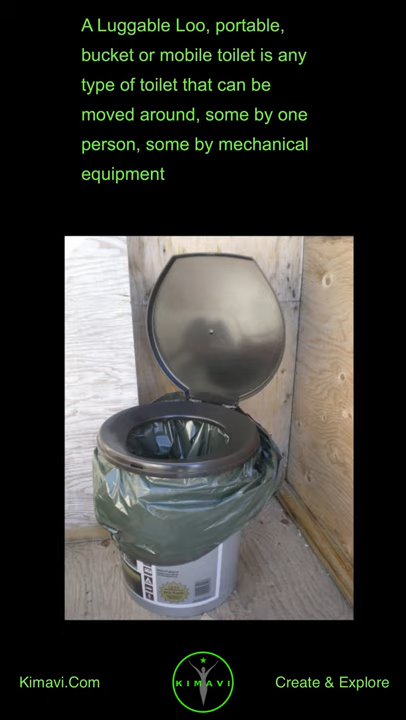 A Luggable Loo, portable,
bucket or mobile toilet is any
type of toilet that can be
moved around, some by one
person, some by mechanical
equipment
Kimavi.Com
KIMAVI
Create & Explore